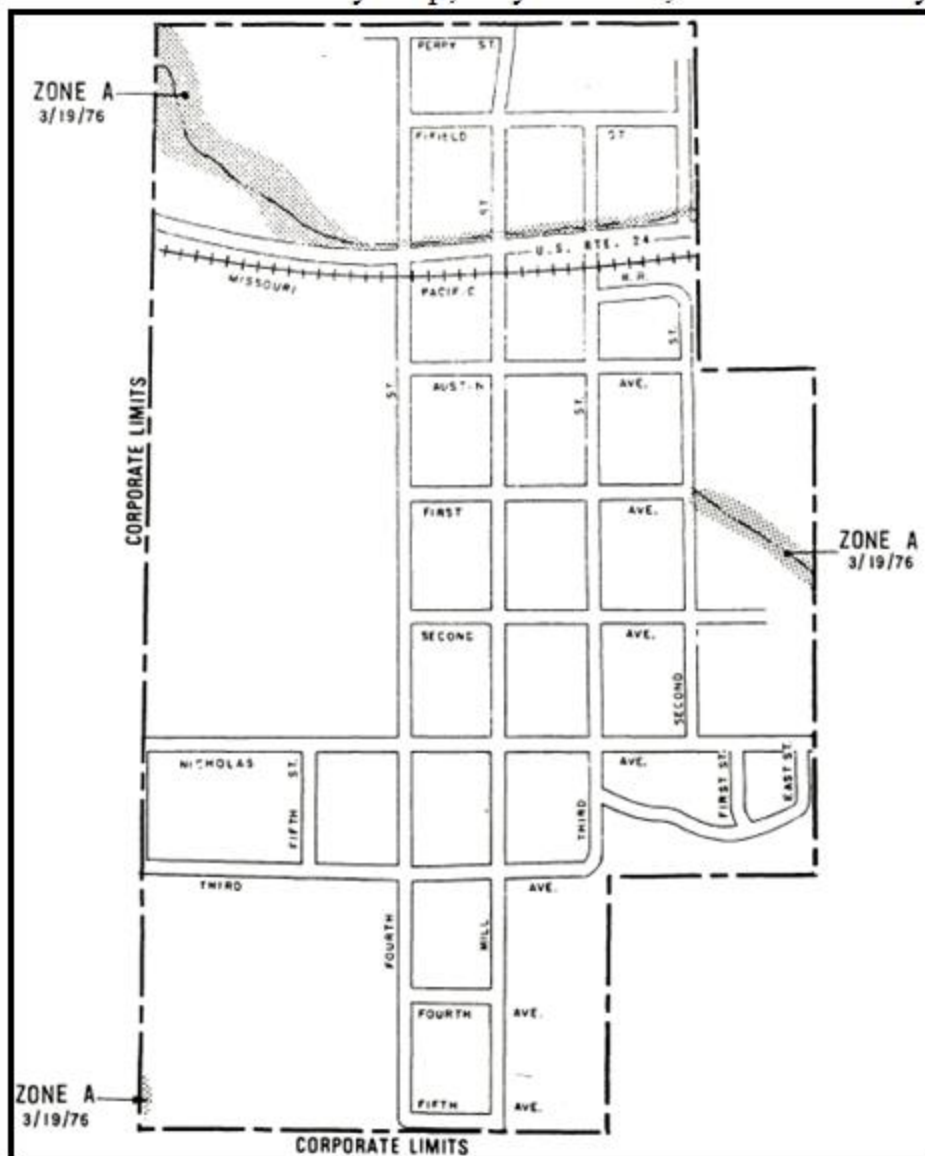 PERRY ST.
ZONE A
3/19/76
FIFIELD ST.
ST.
U.S. RTE. 24
MISSOURI PACIFIC R.R.
ST.
CORPORATE LIMITS
ST.
AUSTIN AVE.
ST.
FIRST AVE.
ZONE A
3/19/76
SECOND AVE.
SECOND
NICHOLAS AVE.
ST.
FIFTH
FIRST ST.
EAST ST.
THIRD
THIRD AVE.
FOURTH
MILL
FOURTH AVE.
ZONE A
3/19/76
FIFTH AVE.
CORPORATE LIMITS